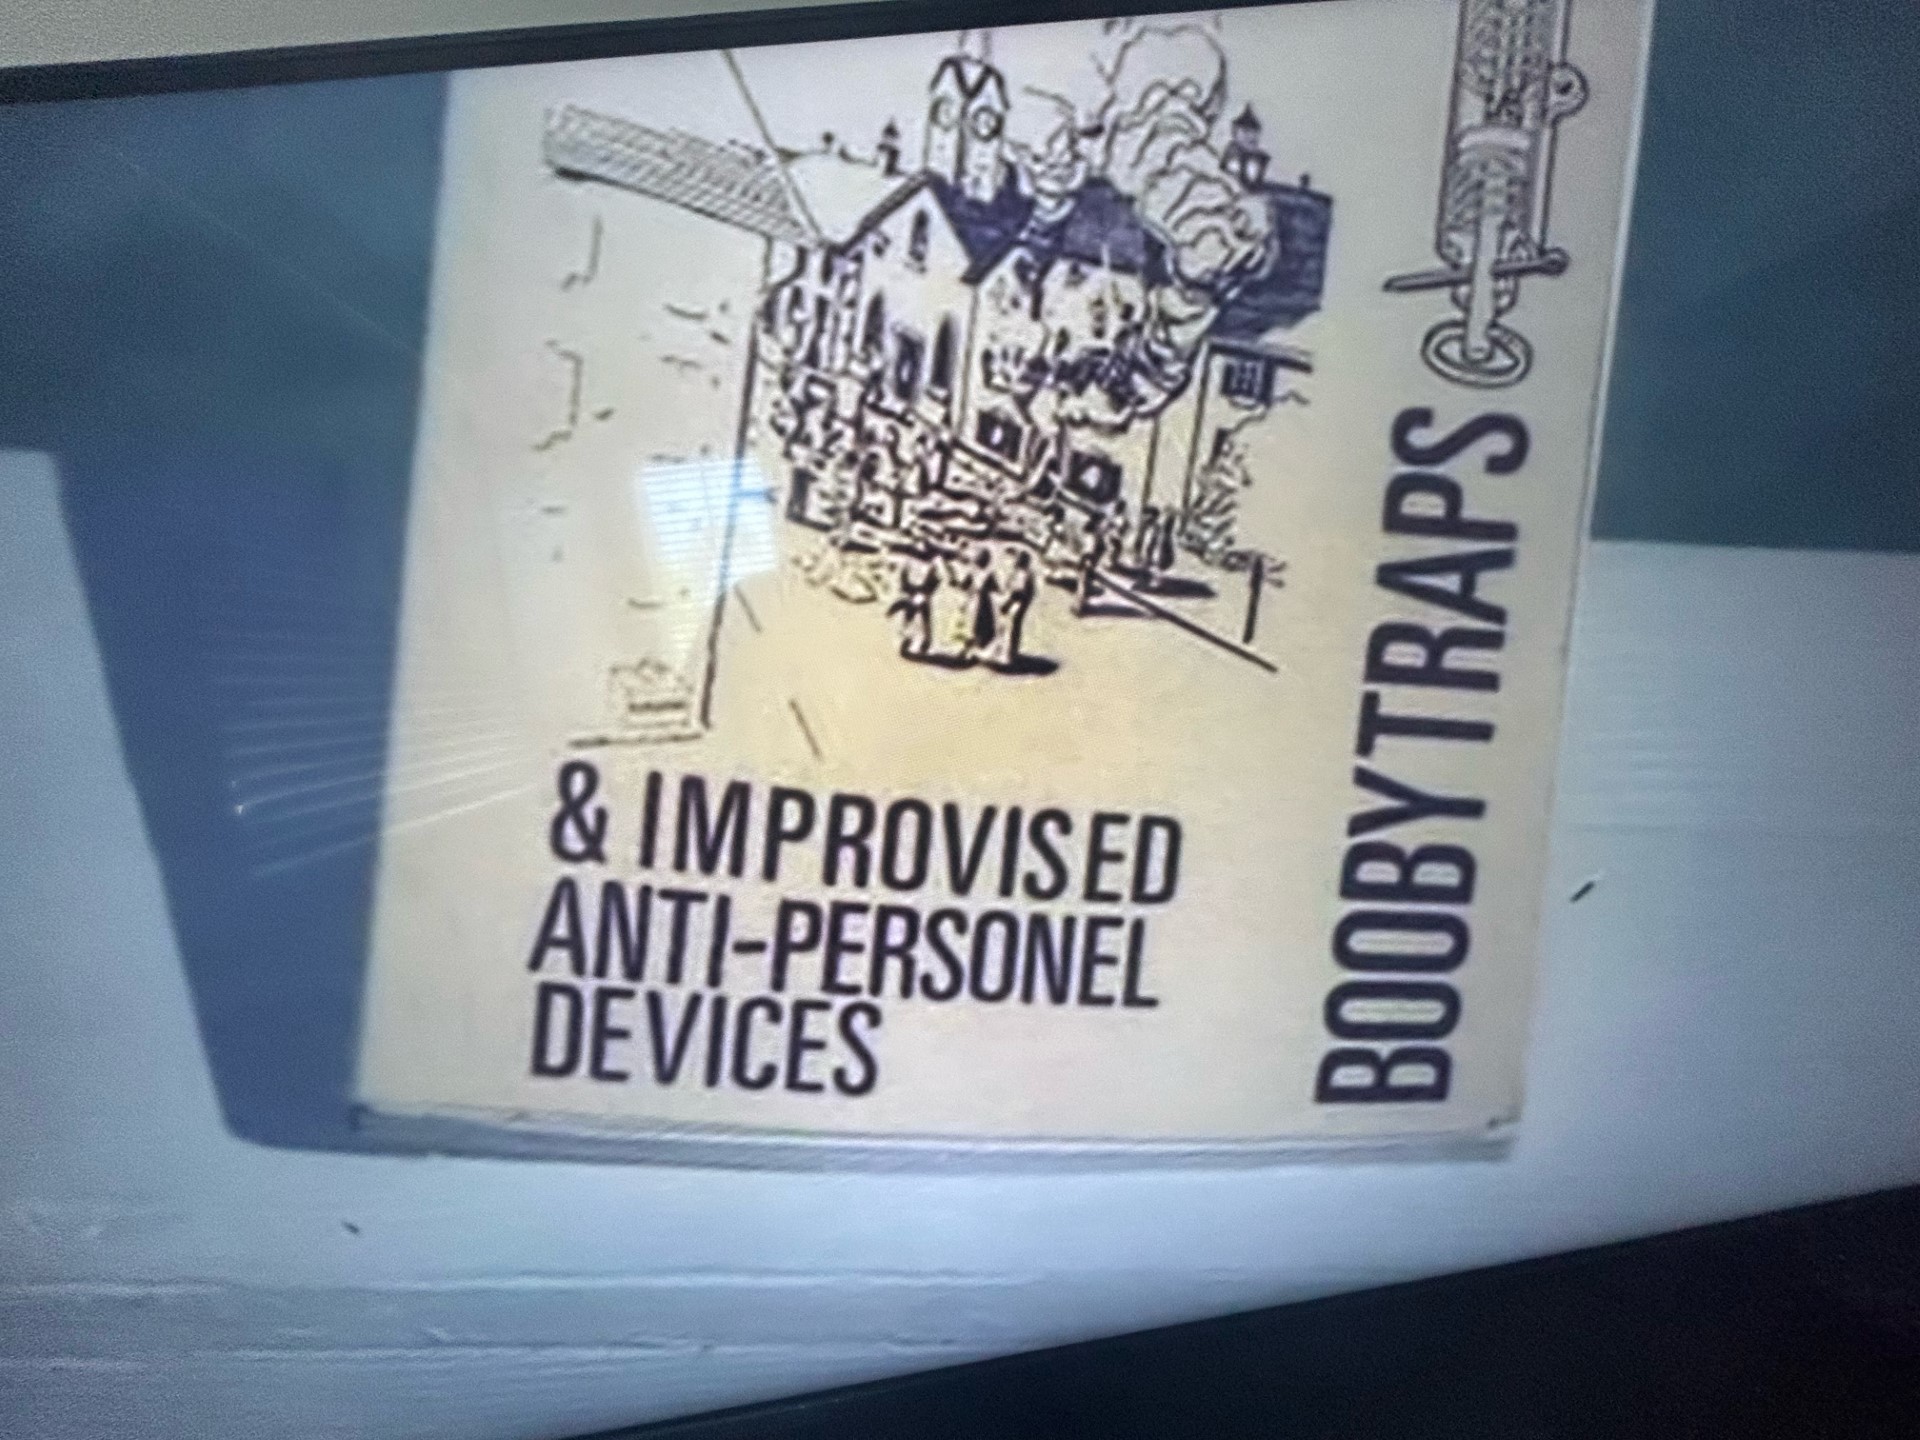 & IMPROVISED
ANTI-PERSONEL
DEVICES
BOOBYTRAPS